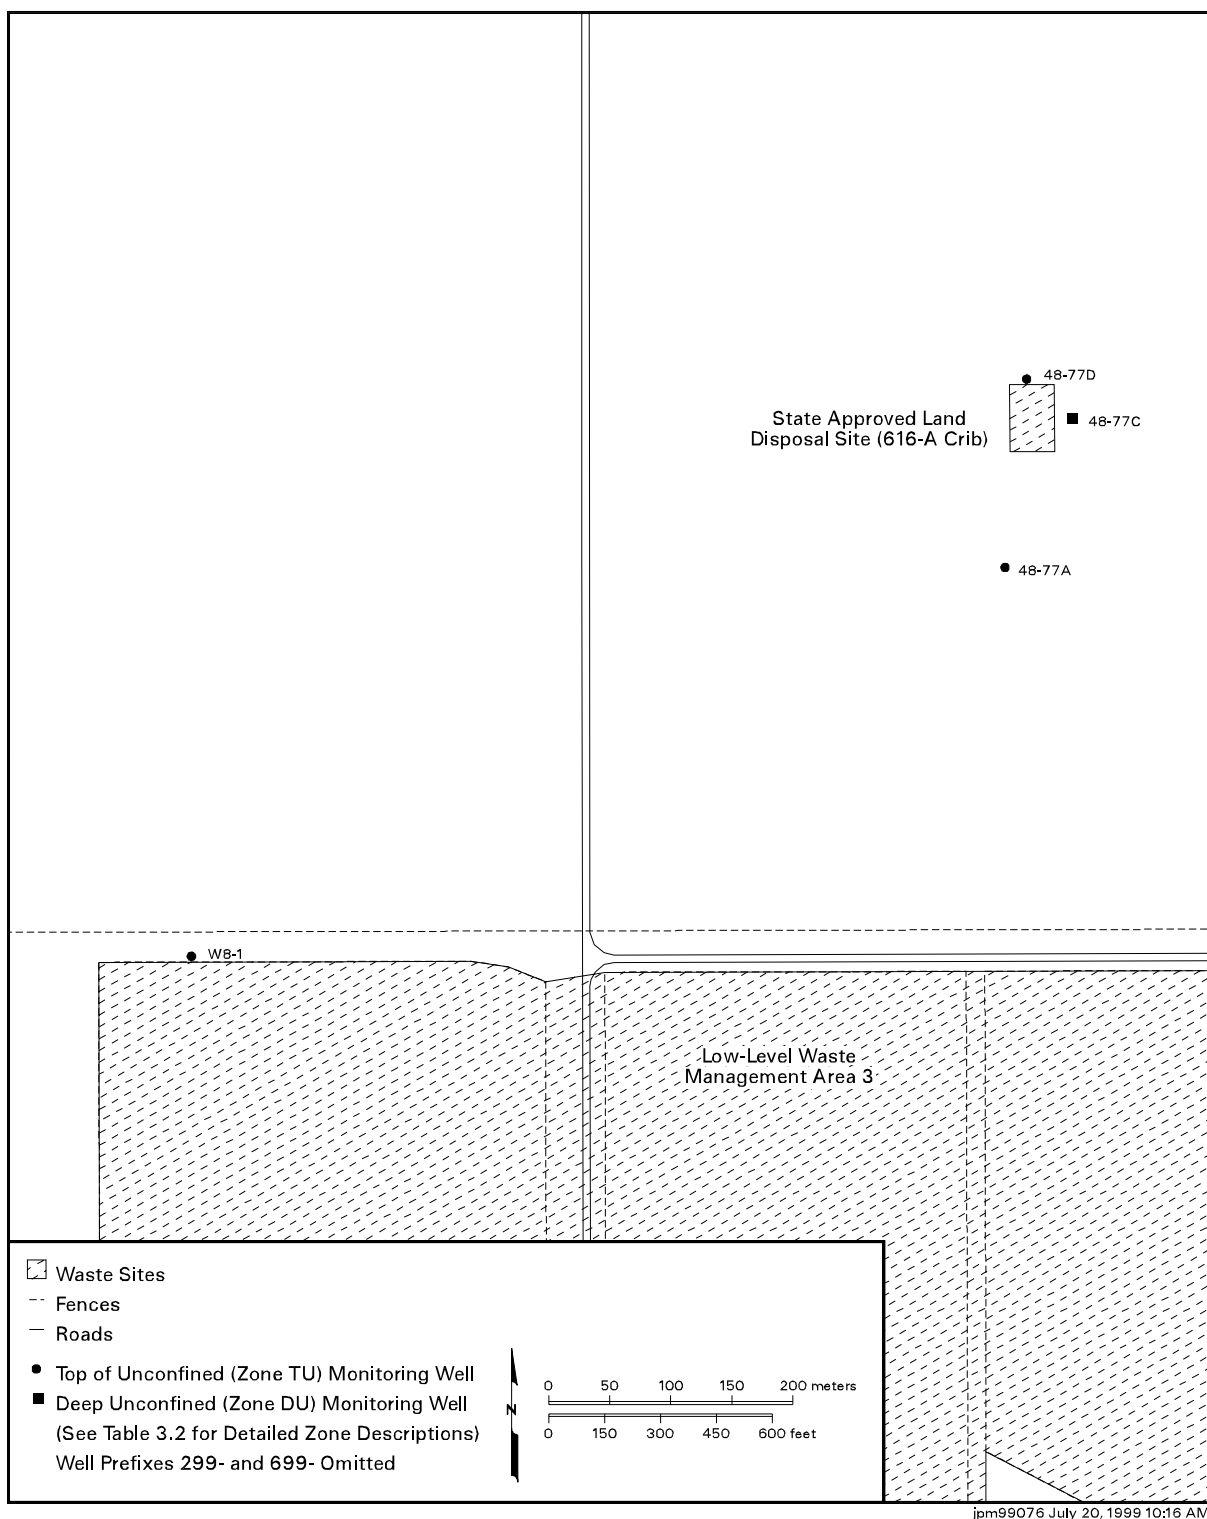 48-77D
State Approved Land
Disposal Site (616-A Crib)
48-77C
48-77A
W8-1
Low-Level Waste
Management Area 3
Waste Sites
Fences
Roads
Top of Unconfined (Zone TU) Monitoring Well
Deep Unconfined (Zone DU) Monitoring Well
(See Table 3.2 for Detailed Zone Descriptions)
Well Prefixes 299- and 699- Omitted
N
0 50 100 150 200 meters
0 150 300 450 600 feet
jpm99076 July 20, 1999 10:16 AM